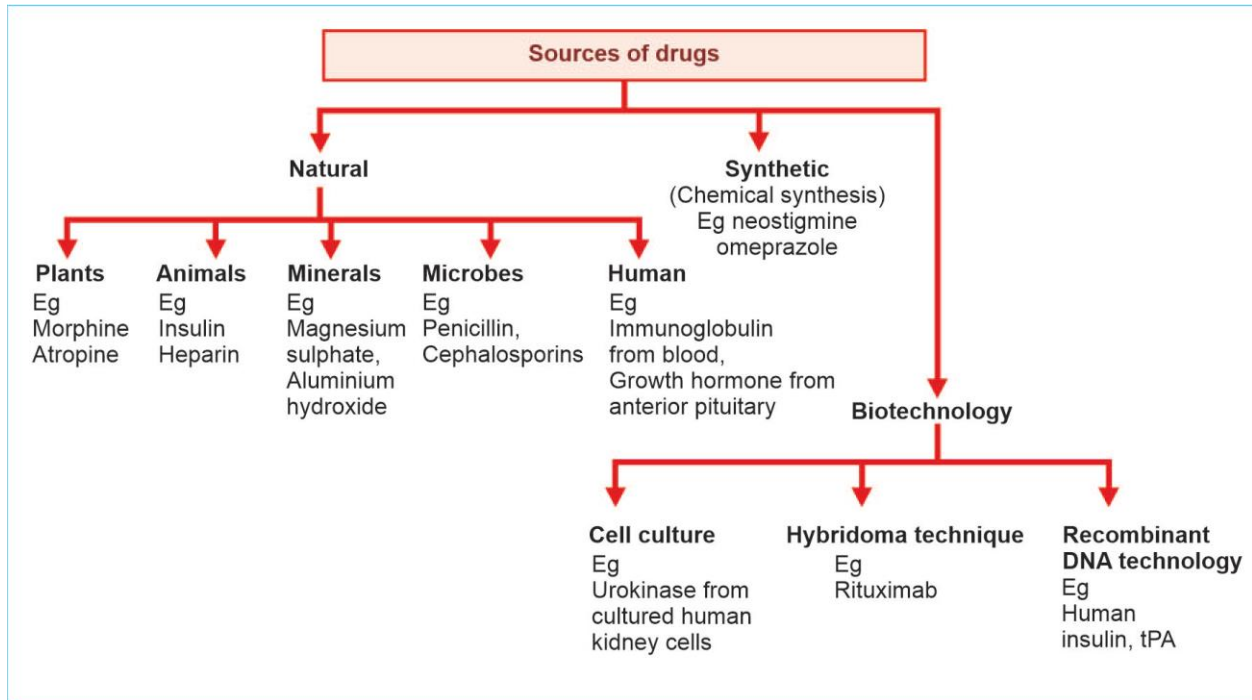 Sources of drugs
Natural
Synthetic
(Chemical synthesis)
Eg neostigmine
omeprazole
Plants
Eg
Morphine
Atropine
Animals
Eg
Insulin
Heparin
Minerals
Eg
Magnesium
sulphate,
Aluminium
hydroxide
Microbes
Eg
Penicillin,
Cephalosporins
Human
Eg
Immunoglobulin
from blood,
Growth hormone from
anterior pituitary
Biotechnology
Cell culture
Eg
Urokinase from
cultured human
kidney cells
Hybridoma technique
Eg
Rituximab
Recombinant
DNA technology
Eg
Human
insulin, tPA